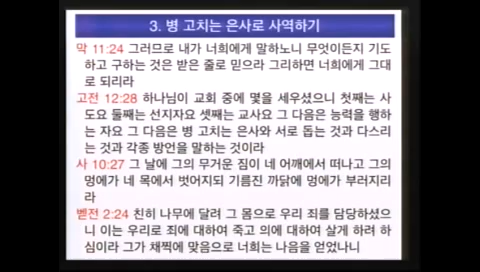 3. 병 고치는 은사로 사역하기
막 11:24 그러므로 내가 너희에게 말하노니 무엇이든지 기도
하고 구하는 것은 받은 줄로 믿으라 그리하면 너희에게 그대
로 되리라
고전 12:28 하나님이 교회 중에 몇을 세우셨으니 첫째는 사
도요 둘째는 선지자요 셋째는 교사요 그 다음은 능력을 행하
는 자요 그 다음은 병 고치는 은사와 서로 돕는 것과 다스리
는 것과 각종 방언을 말하는 것이라
사 10:27 그 날에 그의 무거운 짐이 네 어깨에서 떠나고 그의
멍에가 네 목에서 벗어지되 기름진 까닭에 멍에가 부러지리
라
벧전 2:24 친히 나무에 달려 그 몸으로 우리 죄를 담당하셨으
니 이는 우리로 죄에 대하여 죽고 의에 대하여 살게 하려 하
심이라 그가 채찍에 맞음으로 너희는 나음을 얻었나니